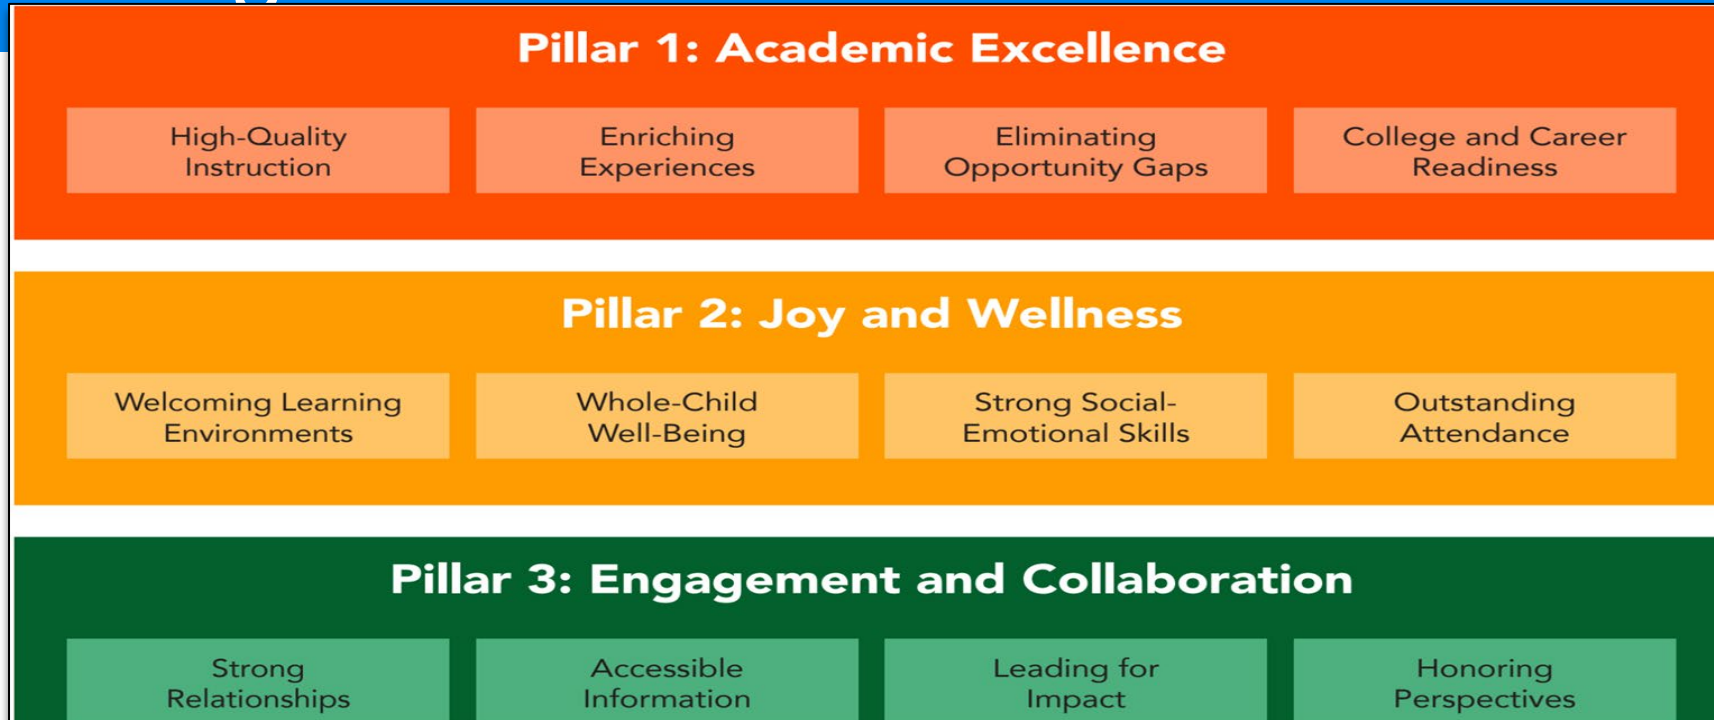 Pillar 1: Academic Excellence
High-Quality
Instruction
Enriching
Experiences
Eliminating
Opportunity Gaps
College and Career
Readiness
Pillar 2: Joy and Wellness
Welcoming Learning
Environments
Whole-Child
Well-Being
Strong Social-
Emotional Skills
Outstanding
Attendance
Pillar 3: Engagement and Collaboration
Strong
Relationships
Accessible
Information
Leading for
Impact
Honoring
Perspectives